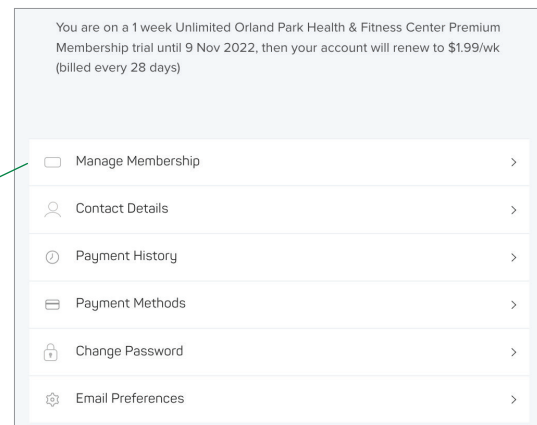 You are on a 1 week Unlimited Orland Park Health & Fitness Center Premium
Membership trial until 9 Nov 2022, then your account will renew to $1.99/wk
(billed every 28 days)
Manage Membership
Contact Details
Payment History
Payment Methods
Change Password
Email Preferences